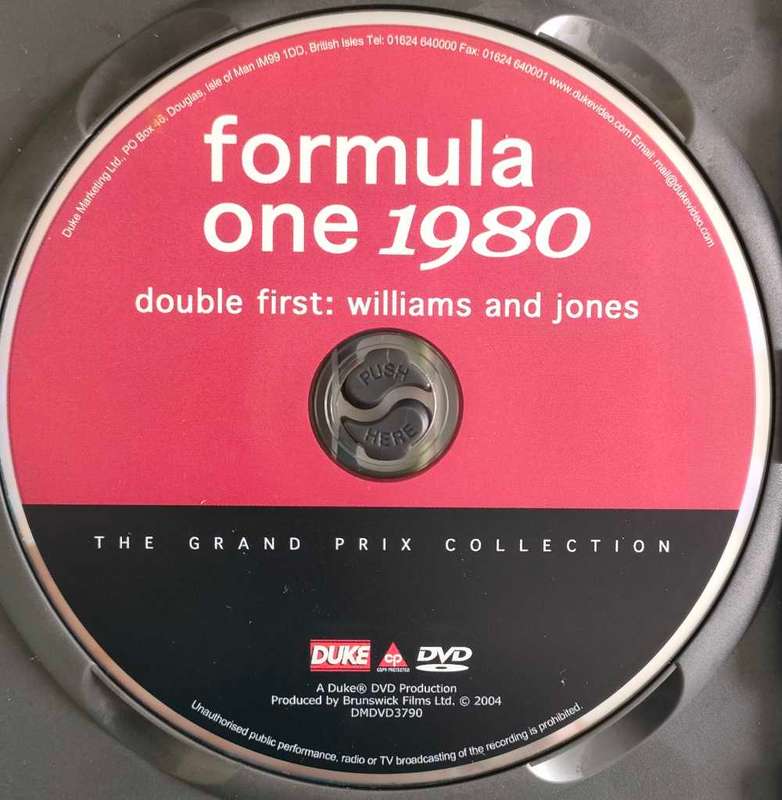 Duke Marketing Ltd., PO Box 46, Douglas, Isle of Man IM99 1DD, British Isles Tel: 01624 640000 Fax: 01624 640001 www.dukevideo.com Email: mail@dukevideo.com
formula
one 1980
double first: williams and jones
PUSH
HERE
THE GRAND PRIX COLLECTION
DUKE cp DVD
COPY PROTECTED
A Duke® DVD Production
Produced by Brunswick Films Ltd. © 2004
DMDVD3790
Unauthorised public performance, radio or TV broadcasting of the recording is prohibited.